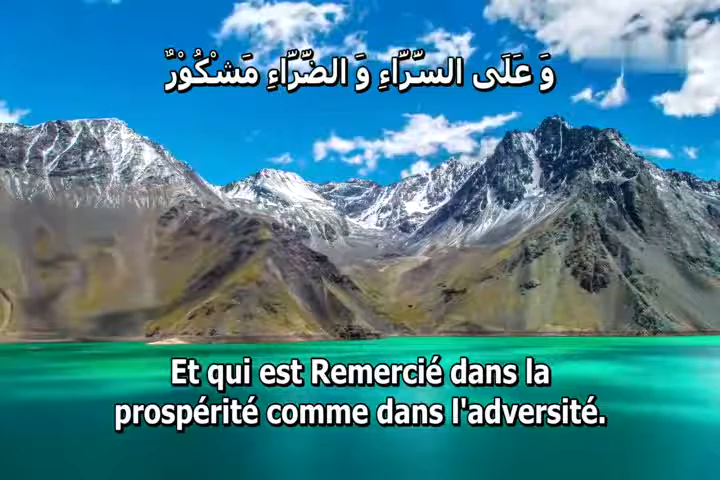 وَ عَلَى السَّرَّاءِ وَ الضَّرَّاءِ مَشْكُوْرٌ
Et qui est Remercié dans la
prospérité comme dans l'adversité.